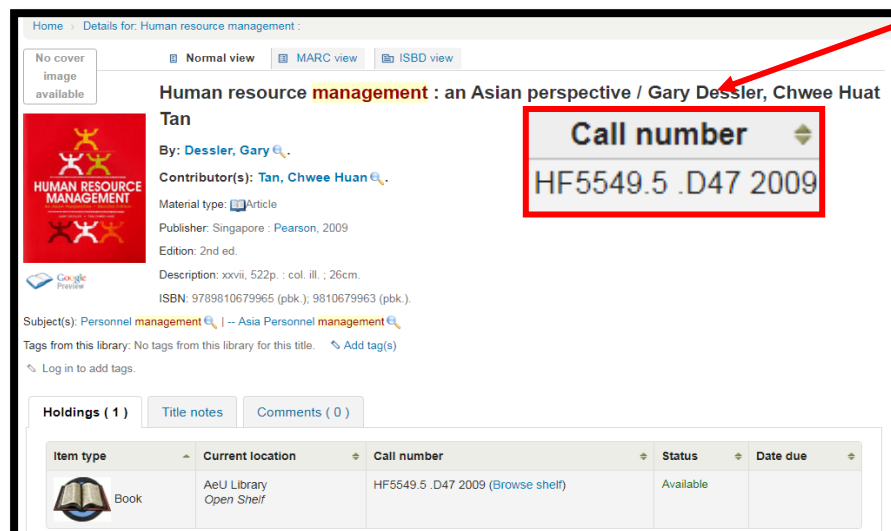 Home › Details for: Human resource management :
No cover
image
available
Normal view
MARC view
ISBD view
Human resource management : an Asian perspective / Gary Dessler, Chwee Huat
Tan
By: Dessler, Gary.
Contributor(s): Tan, Chwee Huan.
Material type: Article
Publisher: Singapore : Pearson, 2009
Edition: 2nd ed.
Description: xxvii, 522p. : col. ill. ; 26cm.
ISBN: 9789810679965 (pbk.); 9810679963 (pbk.).
Call number
HF5549.5 .D47 2009
HUMAN RESOURCE
MANAGEMENT
Google
Preview
Subject(s): Personnel management | -- Asia Personnel management
Tags from this library: No tags from this library for this title. Add tag(s)
Log in to add tags.
Holdings ( 1 )
Title notes
Comments ( 0 )
Item type Current location Call number Status Date due
Book AeU Library HF5549.5 .D47 2009 (Browse shelf) Available
Open Shelf